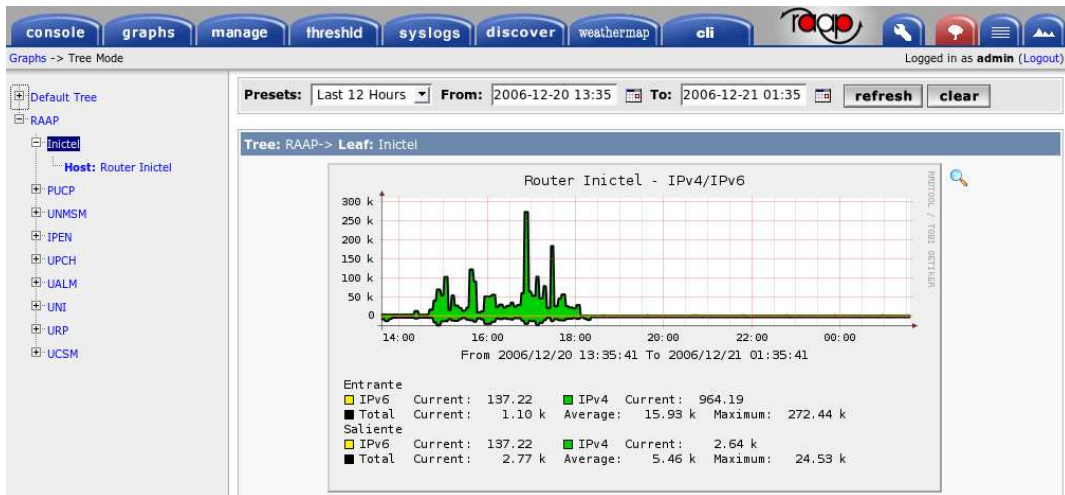 console graphs manage threshld syslogs discover weathermap cli raap
Graphs -> Tree Mode Logged in as admin (Logout)
Default Tree
RAAP
Inictel
Host: Router Inictel
PUCP
UNMSM
IPEN
UPCH
UALM
UNI
URP
UCSM
Presets: Last 12 Hours From: 2006-12-20 13:35 To: 2006-12-21 01:35 refresh clear
Tree: RAAP-> Leaf: Inictel
Router Inictel - IPv4/IPv6
RRDTOOL / TOBI OETIKER
300 k
250 k
200 k
150 k
100 k
50 k
0
14:00 16:00 18:00 20:00 22:00 00:00
From 2006/12/20 13:35:41 To 2006/12/21 01:35:41
Entrante
IPv6 Current: 137.22 IPv4 Current: 964.19
Total Current: 1.10 k Average: 15.93 k Maximum: 272.44 k
Saliente
IPv6 Current: 137.22 IPv4 Current: 2.64 k
Total Current: 2.77 k Average: 5.46 k Maximum: 24.53 k